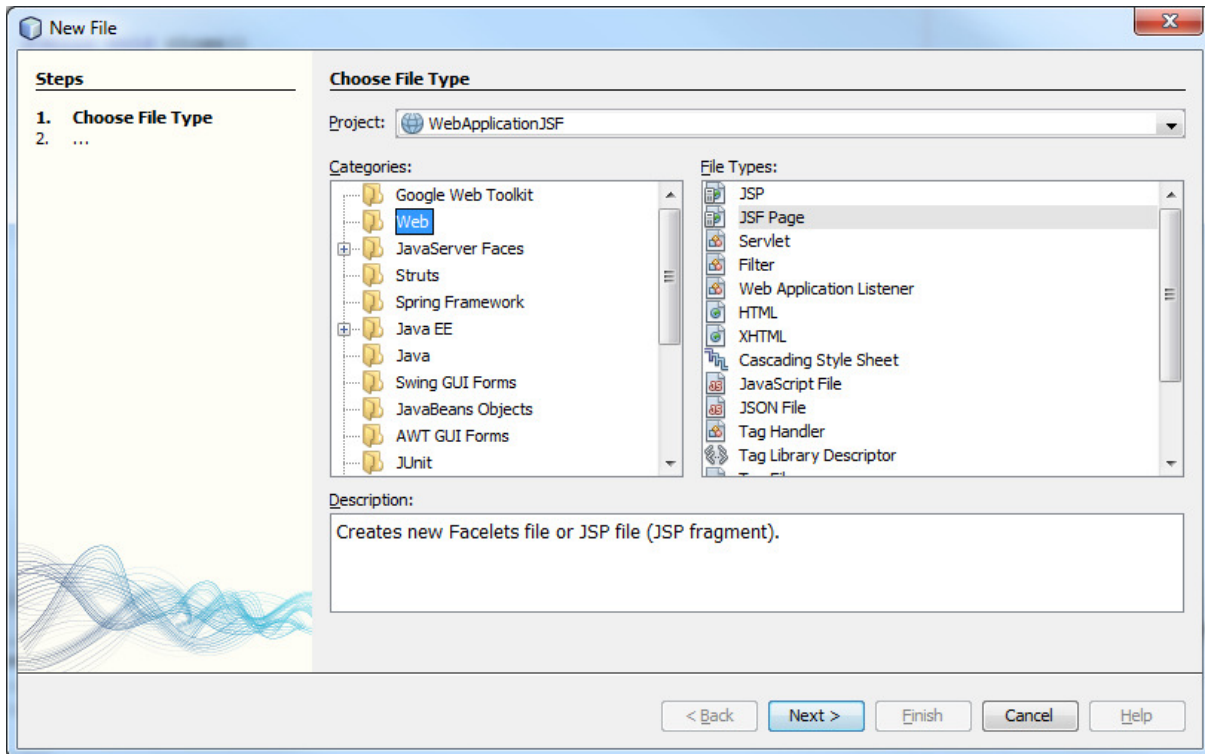 New File
Steps
1. Choose File Type
2. ...
Choose File Type
Project: WebApplicationJSF
Categories:
Google Web Toolkit
Web
JavaServer Faces
Struts
Spring Framework
Java EE
Java
Swing GUI Forms
JavaBeans Objects
AWT GUI Forms
JUnit
File Types:
JSP
JSF Page
Servlet
Filter
Web Application Listener
HTML
XHTML
Cascading Style Sheet
JavaScript File
JSON File
Tag Handler
Tag Library Descriptor
Description:
Creates new Facelets file or JSP file (JSP fragment).
< Back Next > Finish Cancel Help